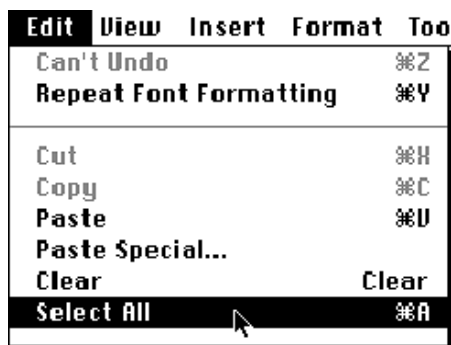 Edit View Insert Format Too
Can't Undo ⌘Z
Repeat Font Formatting ⌘Y
Cut ⌘X
Copy ⌘C
Paste ⌘V
Paste Special...
Clear Clear
Select All ⌘A